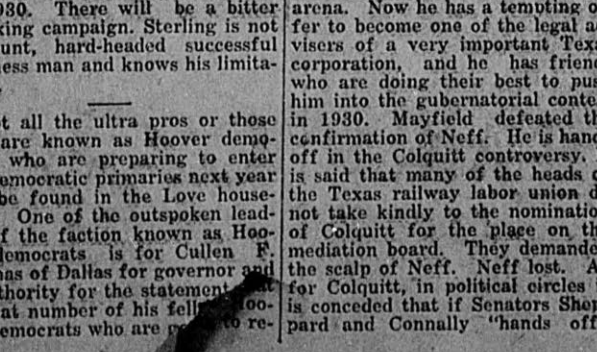 930. There will be a bitter
king campaign. Sterling is not
unt, hard-headed successful
ess man and knows his limita-
t all the ultra pros or those
are known as Hoover demo-
who are preparing to enter
emocratic primaries next year
be found in the Love house-
One of the outspoken lead-
f the faction known as Hoo-
emocrats is for Cullen F.
as of Dallas for governor and
thority for the statement
at number of his fell
emocrats who are re-
arena. Now he has a tempting o
fer to become one of the legal a
visers of a very important Texa
corporation, and he has friend
who are doing their best to pus
him into the gubernatorial conte
in 1930. Mayfield defeated th
confirmation of Neff. He is hand
off in the Colquitt controversy.
is said that many of the heads o
the Texas railway labor union d
not take kindly to the nominatio
of Colquitt for the place on th
mediation board. They demande
the scalp of Neff. Neff lost. A
for Colquitt, in political circles
is conceded that if Senators Shep
pard and Connally "hands off